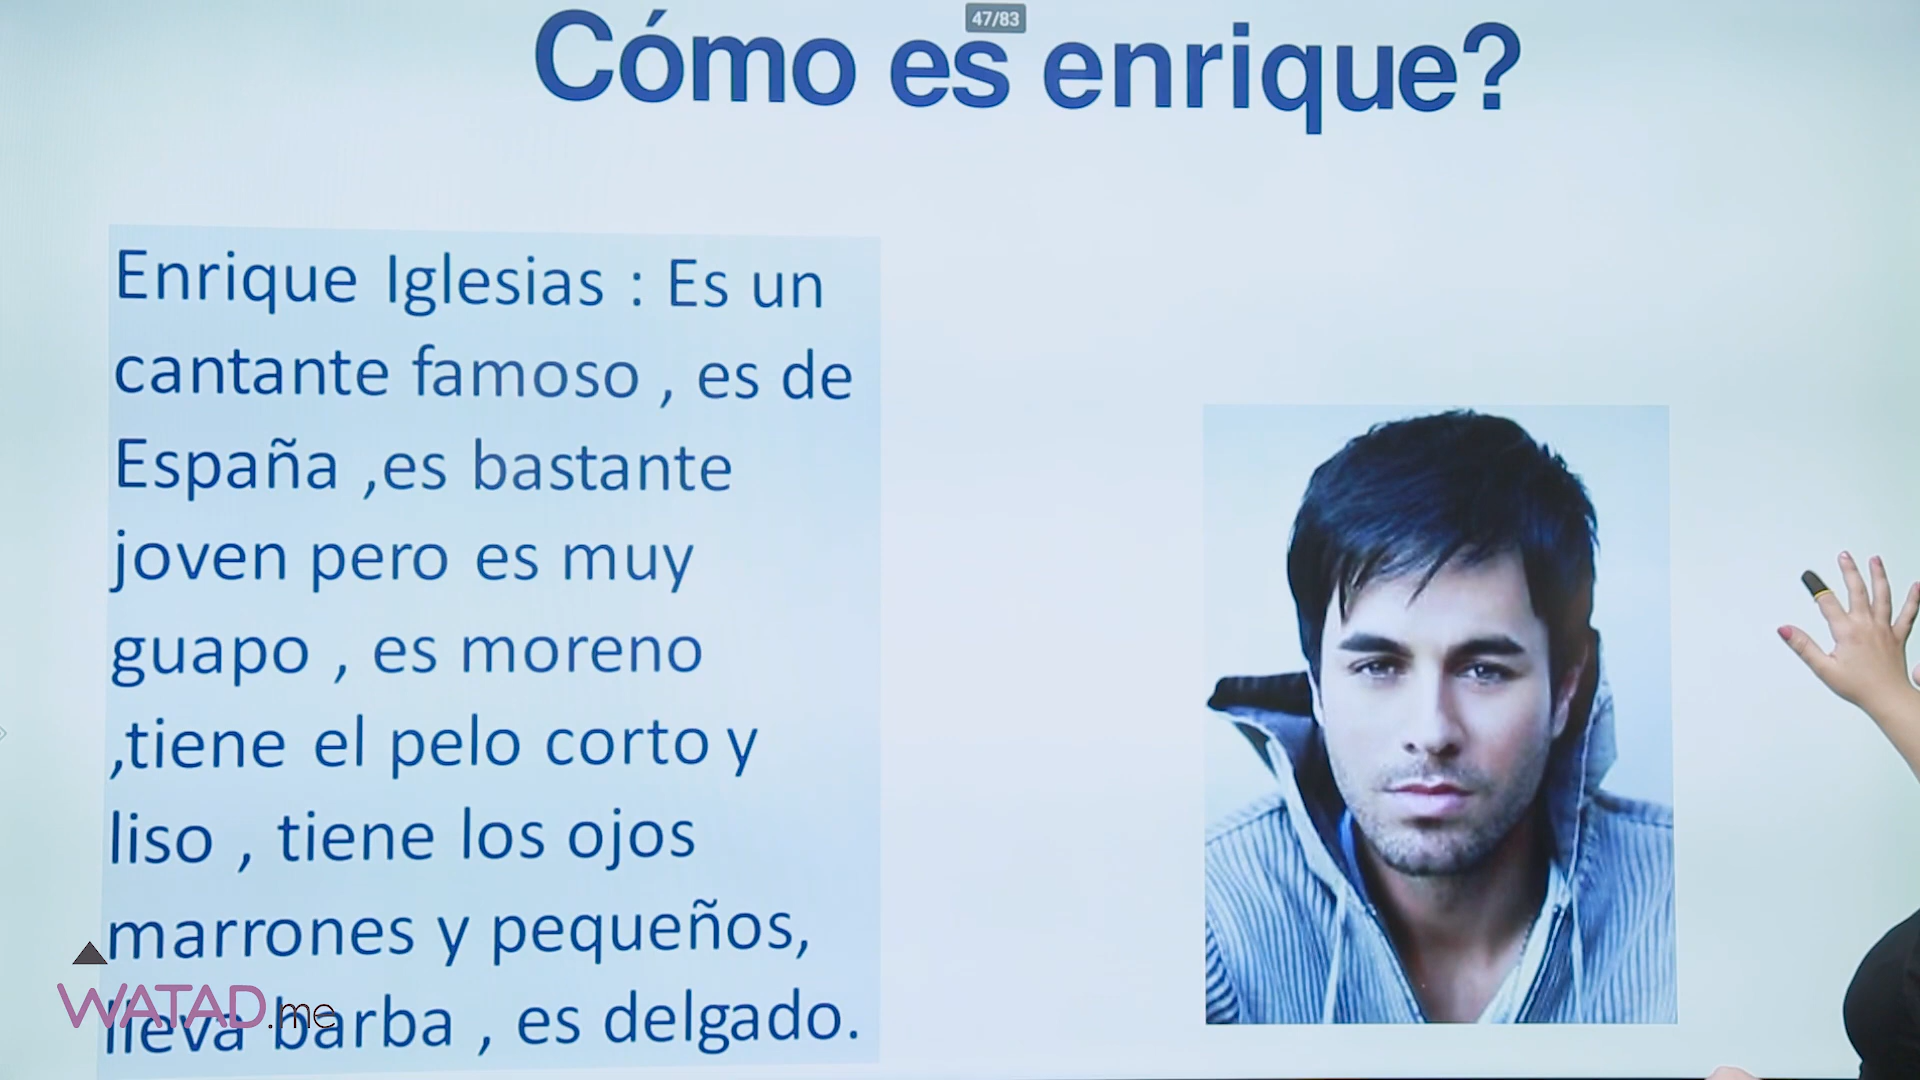 47/83
Cómo es enrique?
Enrique Iglesias : Es un
cantante famoso , es de
España ,es bastante
joven pero es muy
guapo , es moreno
,tiene el pelo corto y
liso , tiene los ojos
marrones y pequeños,
lleva barba , es delgado.
WATAD.me